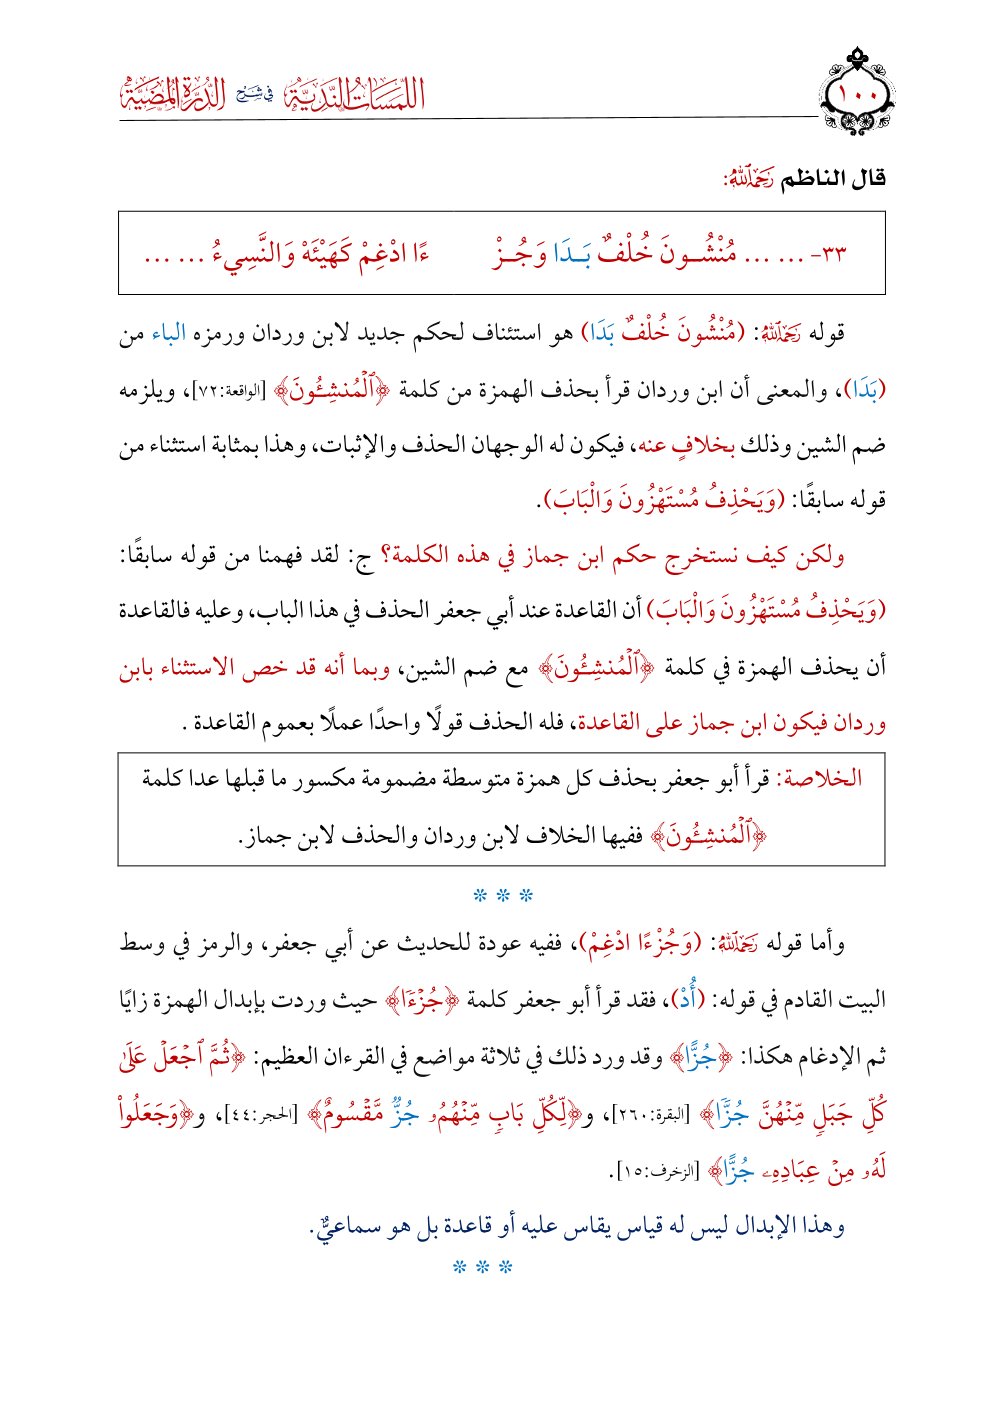 اللمسات الندية في شرح الدرة المضية
١٠٠
قال الناظم رَحِمَهُ ٱللَّهُ:
٣٣- ... ... مُنْشُـونَ خُلْفٌ بَـدَا وَجُـزْ ءًا ادْغِمْ كَهَيْئَهْ وَالنَّسِيءُ ... ...
قوله رَحِمَهُ ٱللَّهُ: (مُنْشُونَ خُلْفٌ بَدَا) هو استئناف لحكم جديد لابن وردان ورمزه الباء من
(بَدَا)، والمعنى أن ابن وردان قرأ بحذف الهمزة من كلمة ﴿ٱلۡمُنشِـُٔونَ﴾ [الواقعة:٧٢]، ويلزمه
ضم الشين وذلك بخلافٍ عنه، فيكون له الوجهان الحذف والإثبات، وهذا بمثابة استثناء من
قوله سابقًا: (وَيَحْذِفُ مُسْتَهْزُونَ وَالْبَابَ).
ولكن كيف نستخرج حكم ابن جماز في هذه الكلمة؟ ج: لقد فهمنا من قوله سابقًا:
(وَيَحْذِفُ مُسْتَهْزُونَ وَالْبَابَ) أن القاعدة عند أبي جعفر الحذف في هذا الباب، وعليه فالقاعدة
أن يحذف الهمزة في كلمة ﴿ٱلۡمُنشِـُٔونَ﴾ مع ضم الشين، وبما أنه قد خص الاستثناء بابن
وردان فيكون ابن جماز على القاعدة، فله الحذف قولًا واحدًا عملًا بعموم القاعدة .
الخلاصة: قرأ أبو جعفر بحذف كل همزة متوسطة مضمومة مكسور ما قبلها عدا كلمة
﴿ٱلۡمُنشِـُٔونَ﴾ ففيها الخلاف لابن وردان والحذف لابن جماز.
* * *
وأما قوله رَحِمَهُ ٱللَّهُ: (وَجُزْءًا ادْغِمْ)، ففيه عودة للحديث عن أبي جعفر، والرمز في وسط
البيت القادم في قوله: (أُدْ)، فقد قرأ أبو جعفر كلمة ﴿جُزۡءٗا﴾ حيث وردت بإبدال الهمزة زايًا
ثم الإدغام هكذا: ﴿جُزًّا﴾ وقد ورد ذلك في ثلاثة مواضع في القرءان العظيم: ﴿ثُمَّ ٱجۡعَلۡ عَلَىٰ
كُلِّ جَبَلٖ مِّنۡهُنَّ جُزّٗا﴾ [البقرة:٢٦٠]، و﴿لِّكُلِّ بَابٖ مِّنۡهُمُۥ جُزّٞ مَّقۡسُومٌ﴾ [الحجر:٤٤]، و﴿وَجَعَلُواْ
لَهُۥ مِنۡ عِبَادِهِۦ جُزًّا﴾ [الزخرف:١٥].
وهذا الإبدال ليس له قياس يقاس عليه أو قاعدة بل هو سماعيٌّ.
* * *